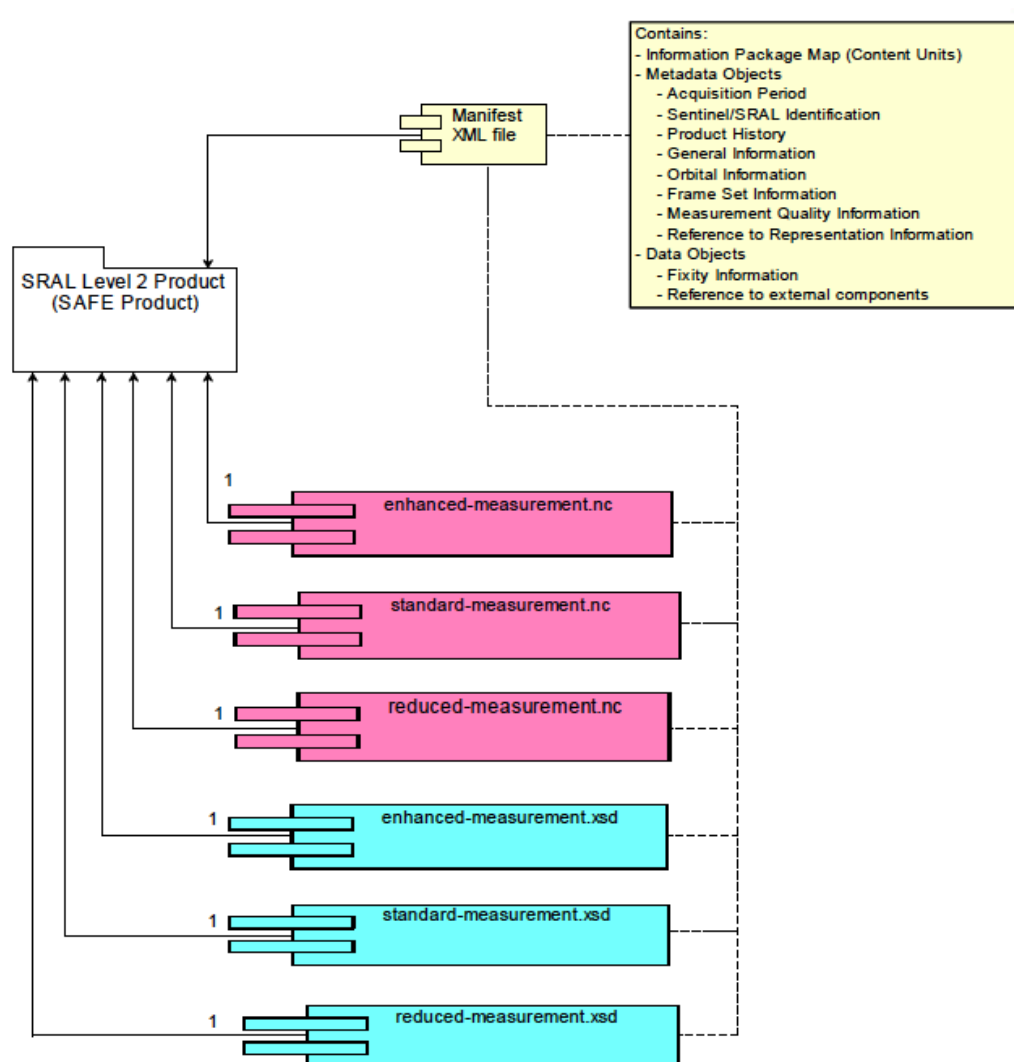 Contains:
- Information Package Map (Content Units)
- Metadata Objects
- Acquisition Period
- Sentinel/SRAL Identification
- Product History
- General Information
- Orbital Information
- Frame Set Information
- Measurement Quality Information
- Reference to Representation Information
- Data Objects
- Fixity Information
- Reference to external components
Manifest
XML file
SRAL Level 2 Product
(SAFE Product)
1
enhanced-measurement.nc
1
standard-measurement.nc
1
reduced-measurement.nc
1
enhanced-measurement.xsd
1
standard-measurement.xsd
1
reduced-measurement.xsd